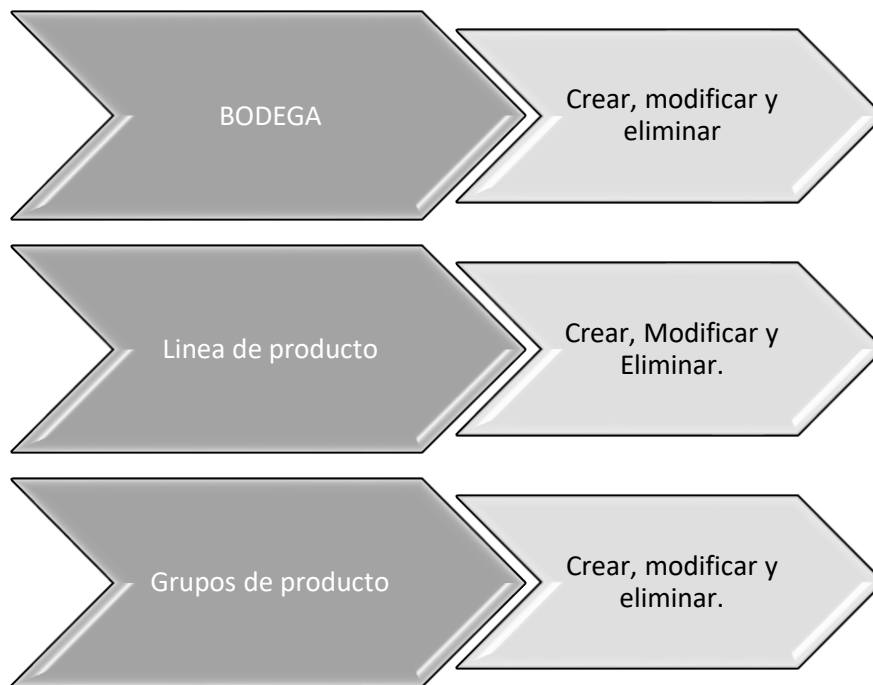 BODEGA
Crear, modificar y
eliminar
Linea de producto
Crear, Modificar y
Eliminar.
Grupos de producto
Crear, modificar y
eliminar.